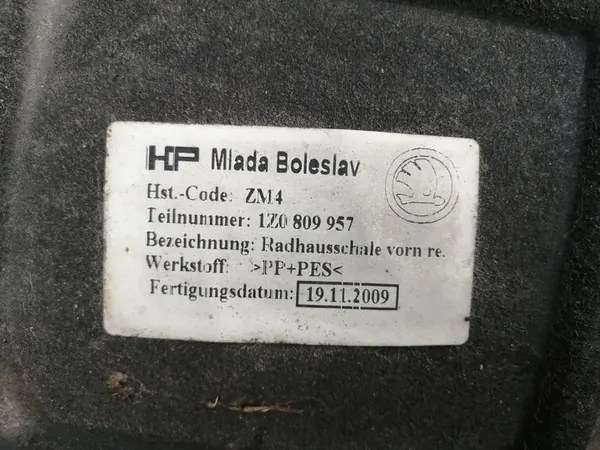 HP Mlada Boleslav
Hst.-Code: ZM4
Teilnummer: 1Z0 809 957
Bezeichnung: Radhausschale vorn re.
Werkstoff: >PP+PES<
Fertigungsdatum: 19.11.2009